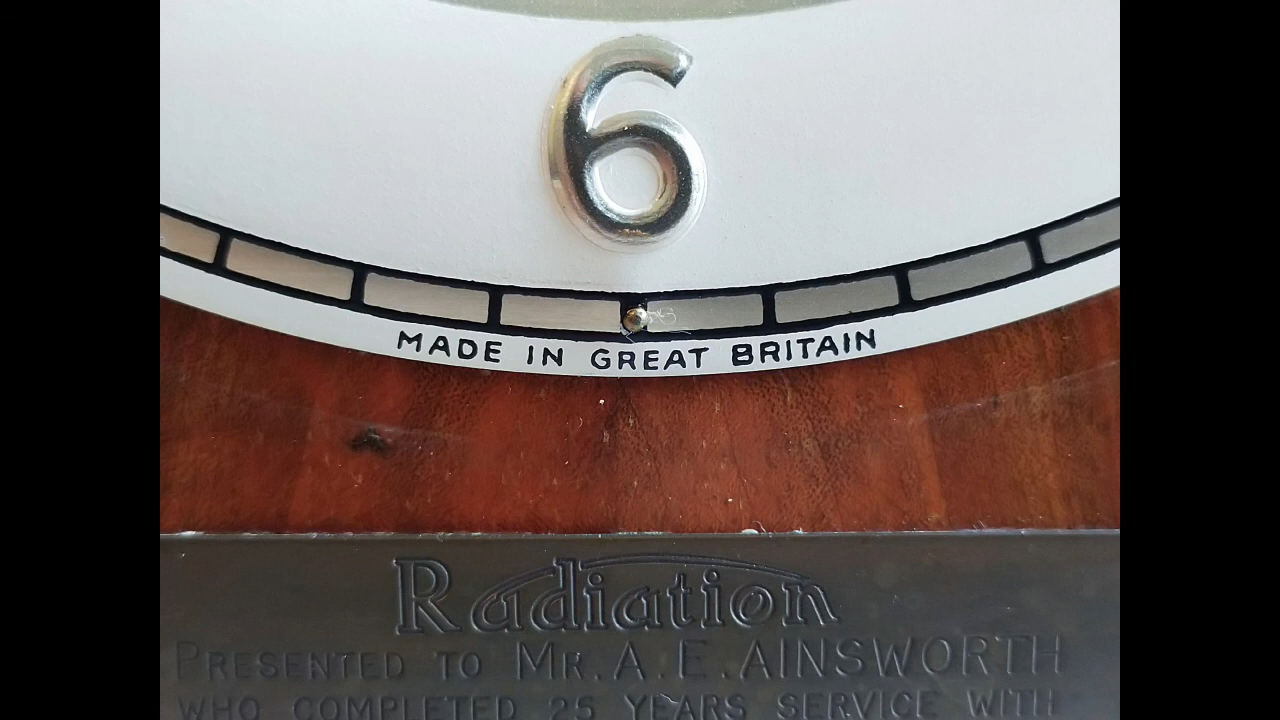 6
MADE IN GREAT BRITAIN
Radiation
PRESENTED TO MR. A. E. AINSWORTH
WHO COMPLETED 25 YEARS SERVICE WITH